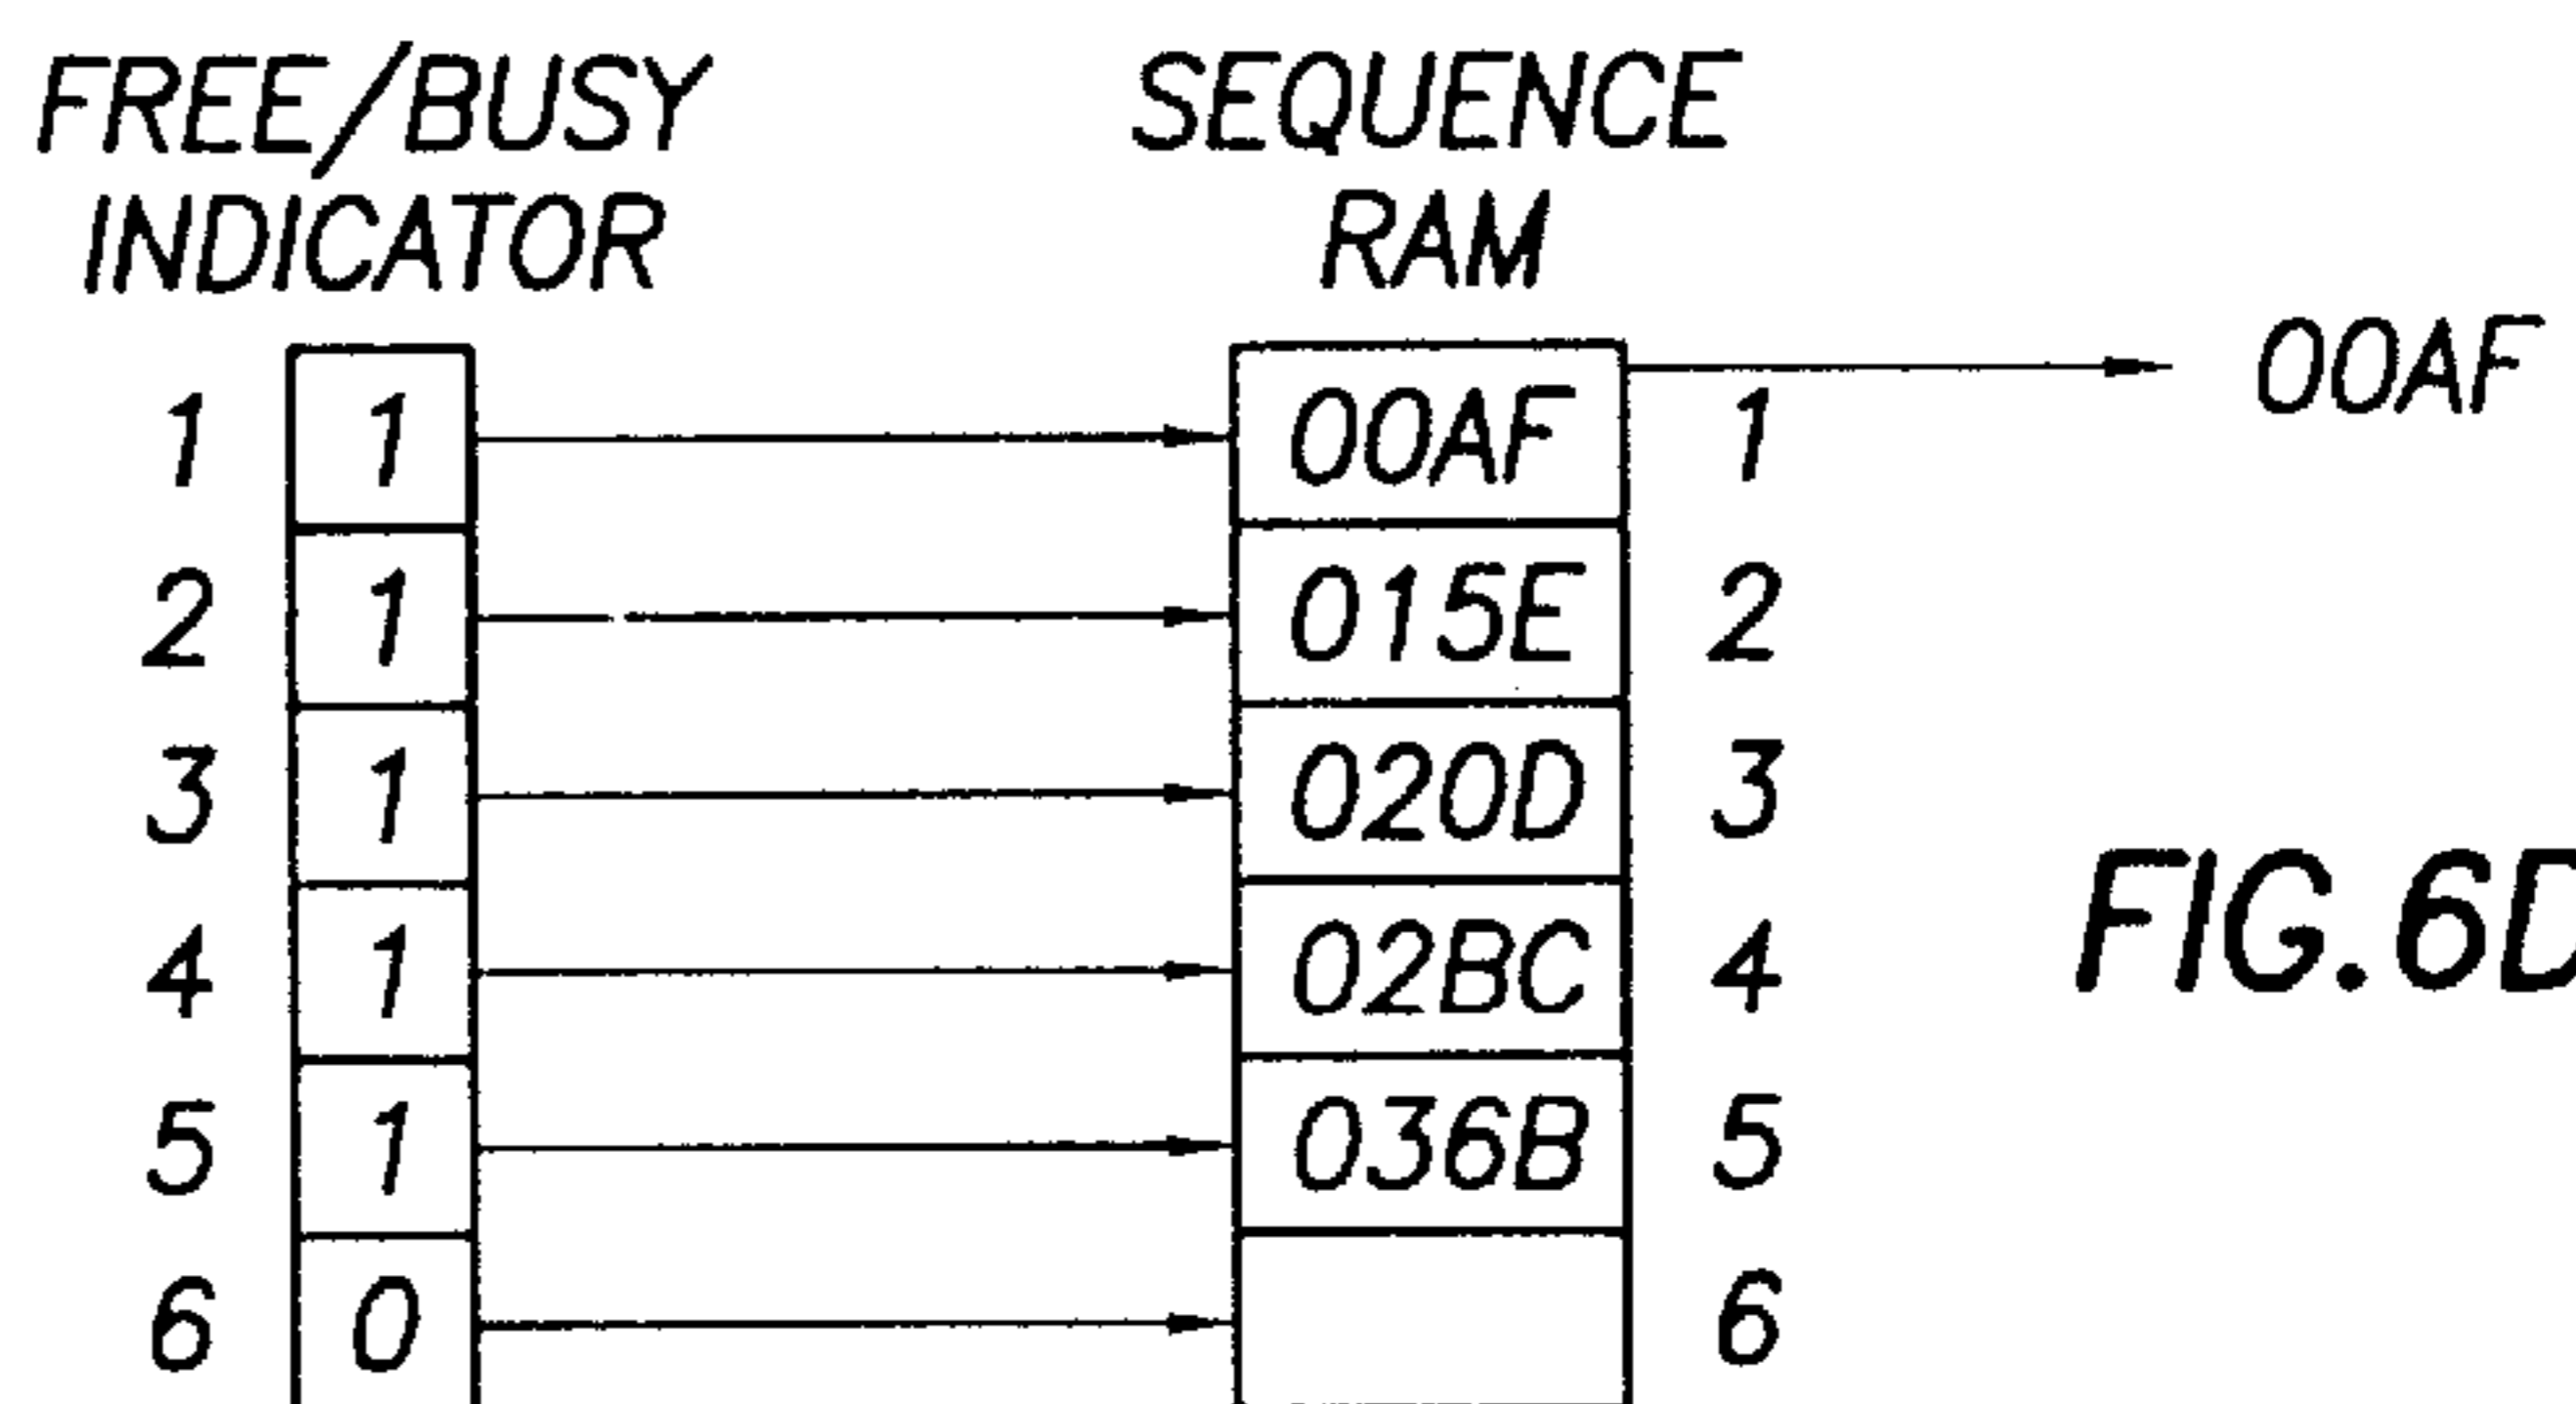 FREE/BUSY
INDICATOR
SEQUENCE
RAM
00AF
1 1 00AF 1
2 1 015E 2
3 1 020D 3
4 1 02BC 4
FIG.6D
5 1 036B 5
6 0 6